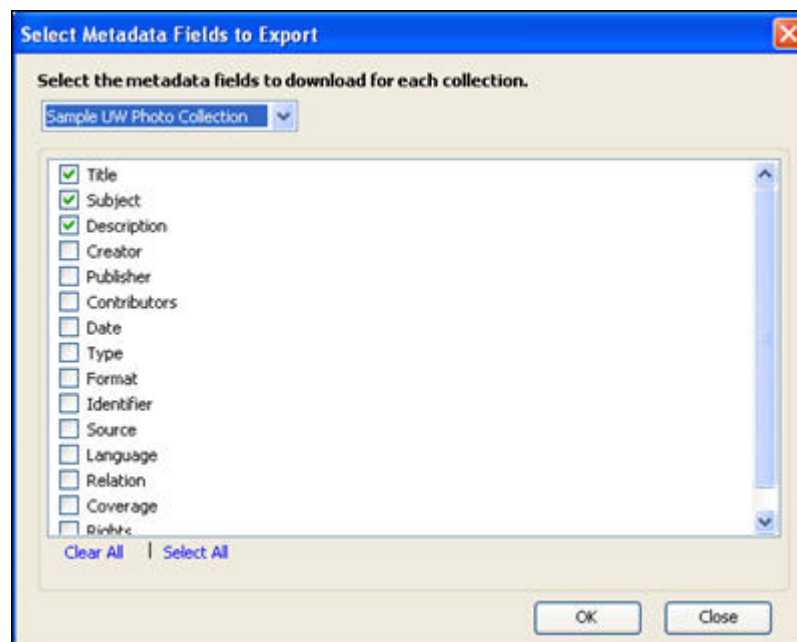 Select Metadata Fields to Export
Select the metadata fields to download for each collection.
Sample UW Photo Collection
Title
Subject
Description
Creator
Publisher
Contributors
Date
Type
Format
Identifier
Source
Language
Relation
Coverage
Rights
Clear All | Select All
OK Close